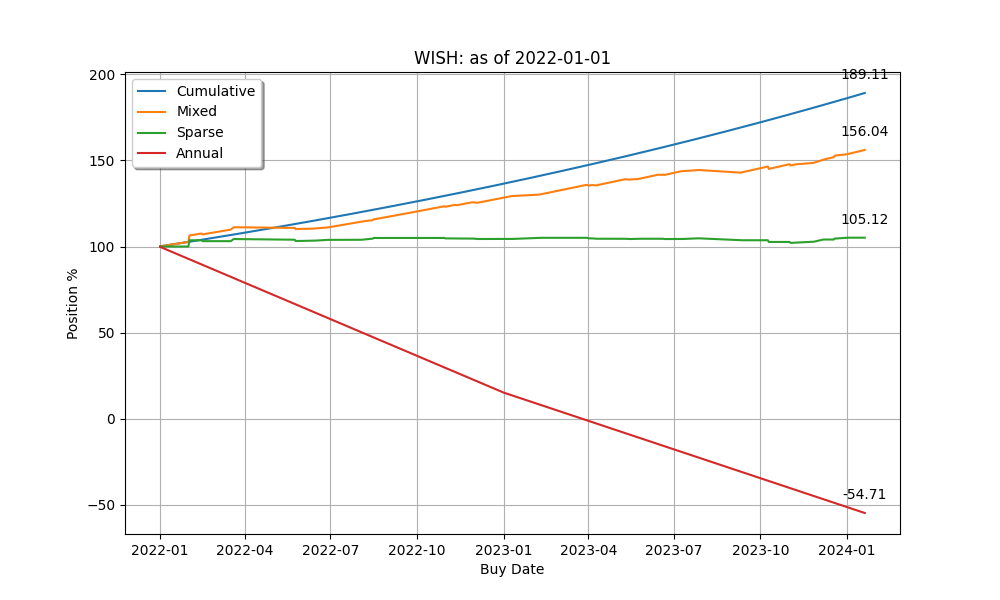 WISH: as of 2022-01-01
Cumulative
Mixed
Sparse
Annual
189.11
156.04
105.12
-54.71
200
150
100
50
0
−50
Position %
2022-01
2022-04
2022-07
2022-10
2023-01
2023-04
2023-07
2023-10
2024-01
Buy Date